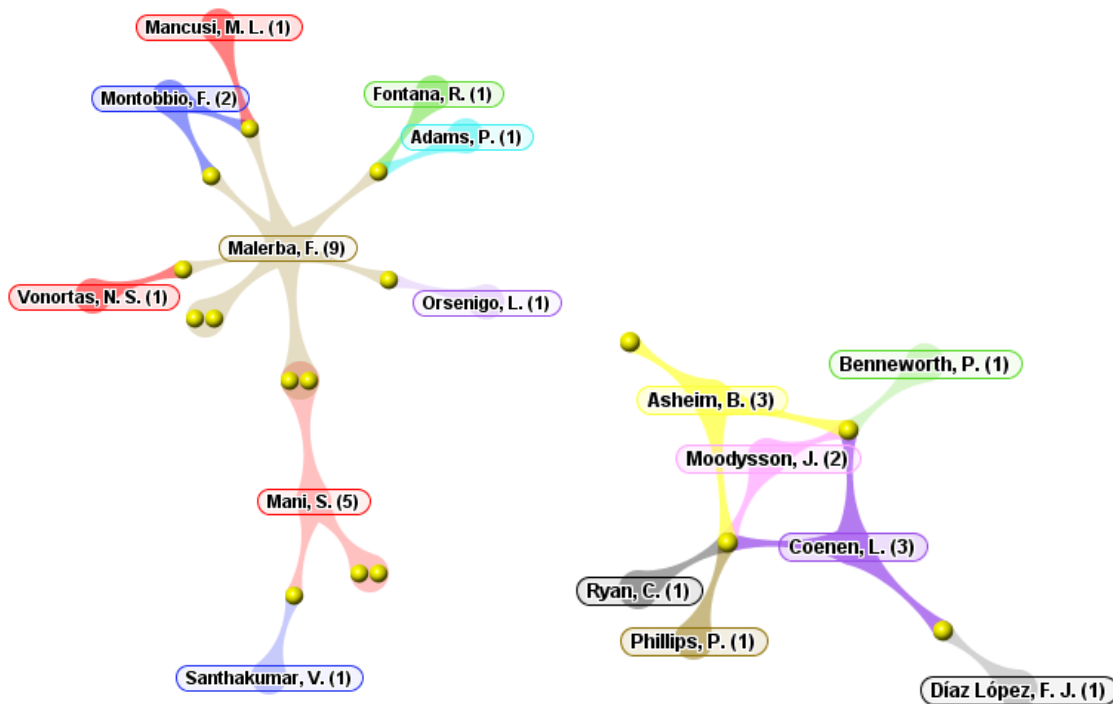 Mancusi, M. L. (1)
Montobbio, F. (2)
Fontana, R. (1)
Adams, P. (1)
Malerba, F. (9)
Vonortas, N. S. (1)
Orsenigo, L. (1)
Benneworth, P. (1)
Asheim, B. (3)
Moodysson, J. (2)
Mani, S. (5)
Coenen, L. (3)
Ryan, C. (1)
Phillips, P. (1)
Santhakumar, V. (1)
Díaz López, F. J. (1)